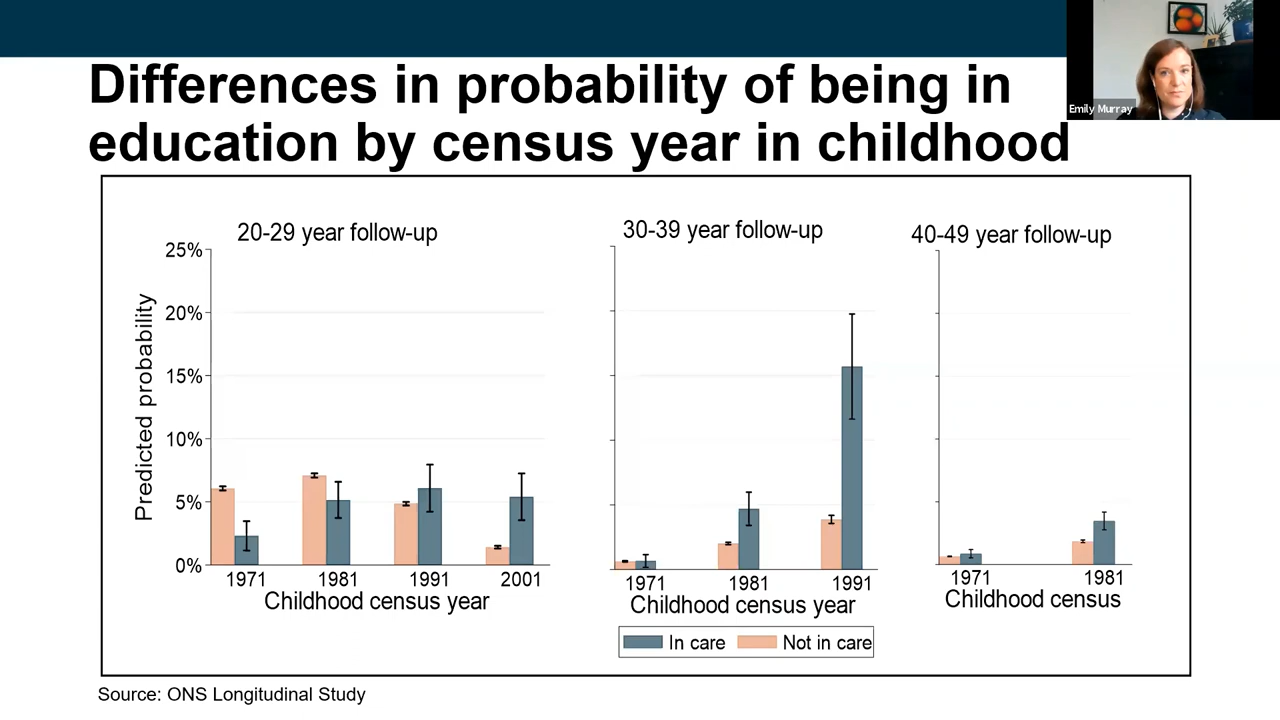 Differences in probability of being in
education by census year in childhood
Emily Murray
20-29 year follow-up
30-39 year follow-up
40-49 year follow-up
Predicted probability
25%
20%
15%
10%
5%
0%
1971 1981 1991 2001
Childhood census year
1971 1981 1991
Childhood census year
1971 1981
Childhood census
In care Not in care
Source: ONS Longitudinal Study